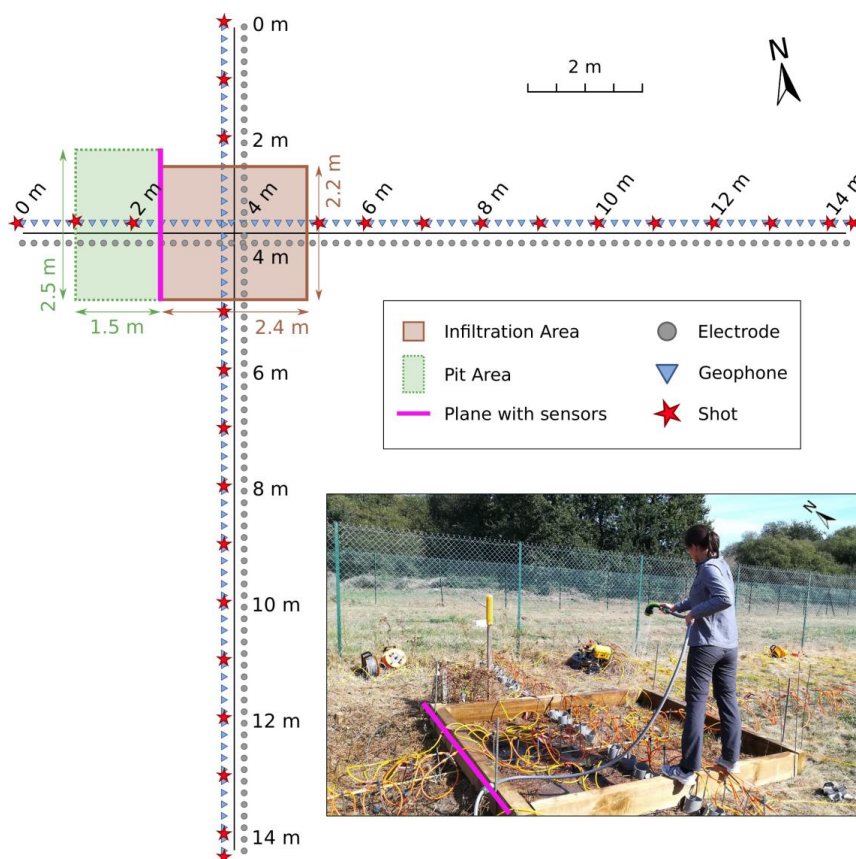 0 m
2 m
N
2 m
0 m
2 m
4 m
6 m
8 m
10 m
12 m
14 m
2.2 m
4 m
2.5 m
1.5 m
2.4 m
Infiltration Area
Electrode
Pit Area
Geophone
Plane with sensors
Shot
6 m
8 m
N
10 m
12 m
14 m